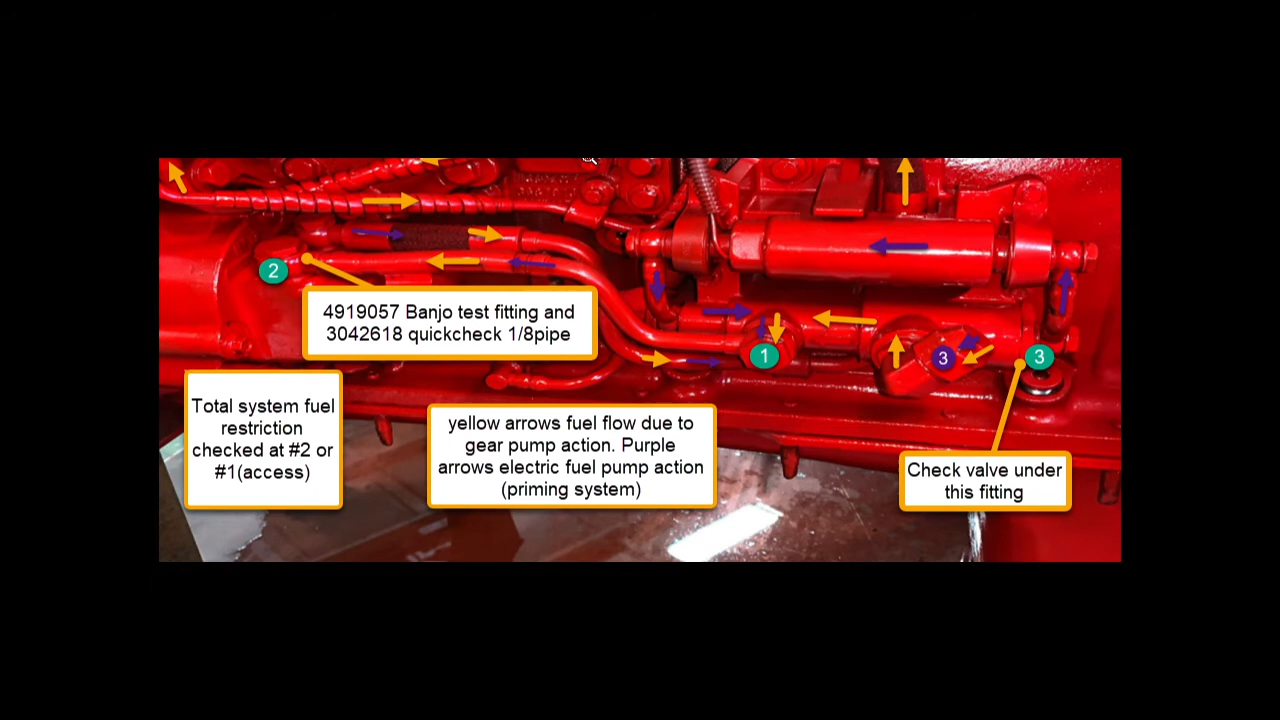 2
4919057 Banjo test fitting and
3042618 quickcheck 1/8pipe
1
3
3
Total system fuel
restriction
checked at #2 or
#1(access)
yellow arrows fuel flow due to
gear pump action. Purple
arrows electric fuel pump action
(priming system)
Check valve under
this fitting